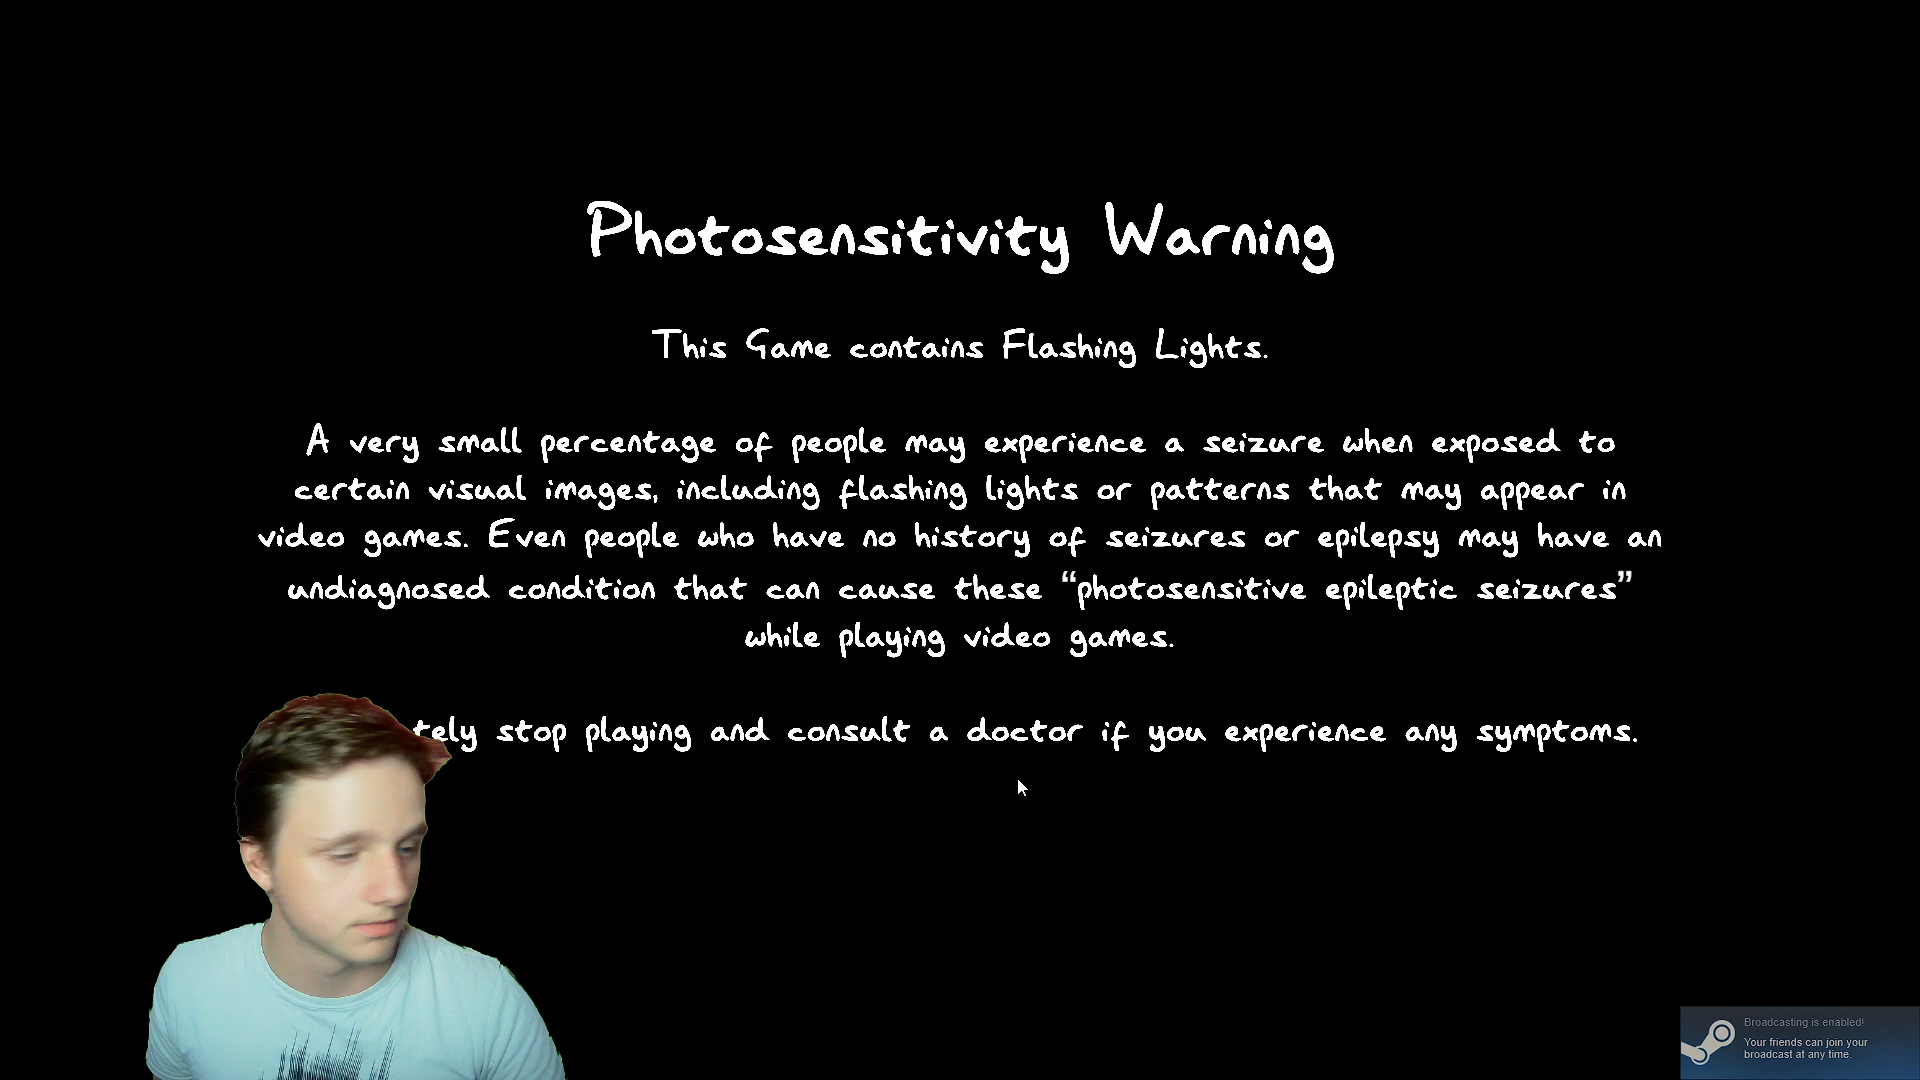 Photosensitivity Warning
This Game contains Flashing Lights.
A very small percentage of people may experience a seizure when exposed to
certain visual images, including flashing lights or patterns that may appear in
video games. Even people who have no history of seizures or epilepsy may have an
undiagnosed condition that can cause these “photosensitive epileptic seizures”
while playing video games.
stop playing and consult a doctor if you experience any symptoms.
Broadcasting is enabled!
Your friends can join your
broadcast at any time.